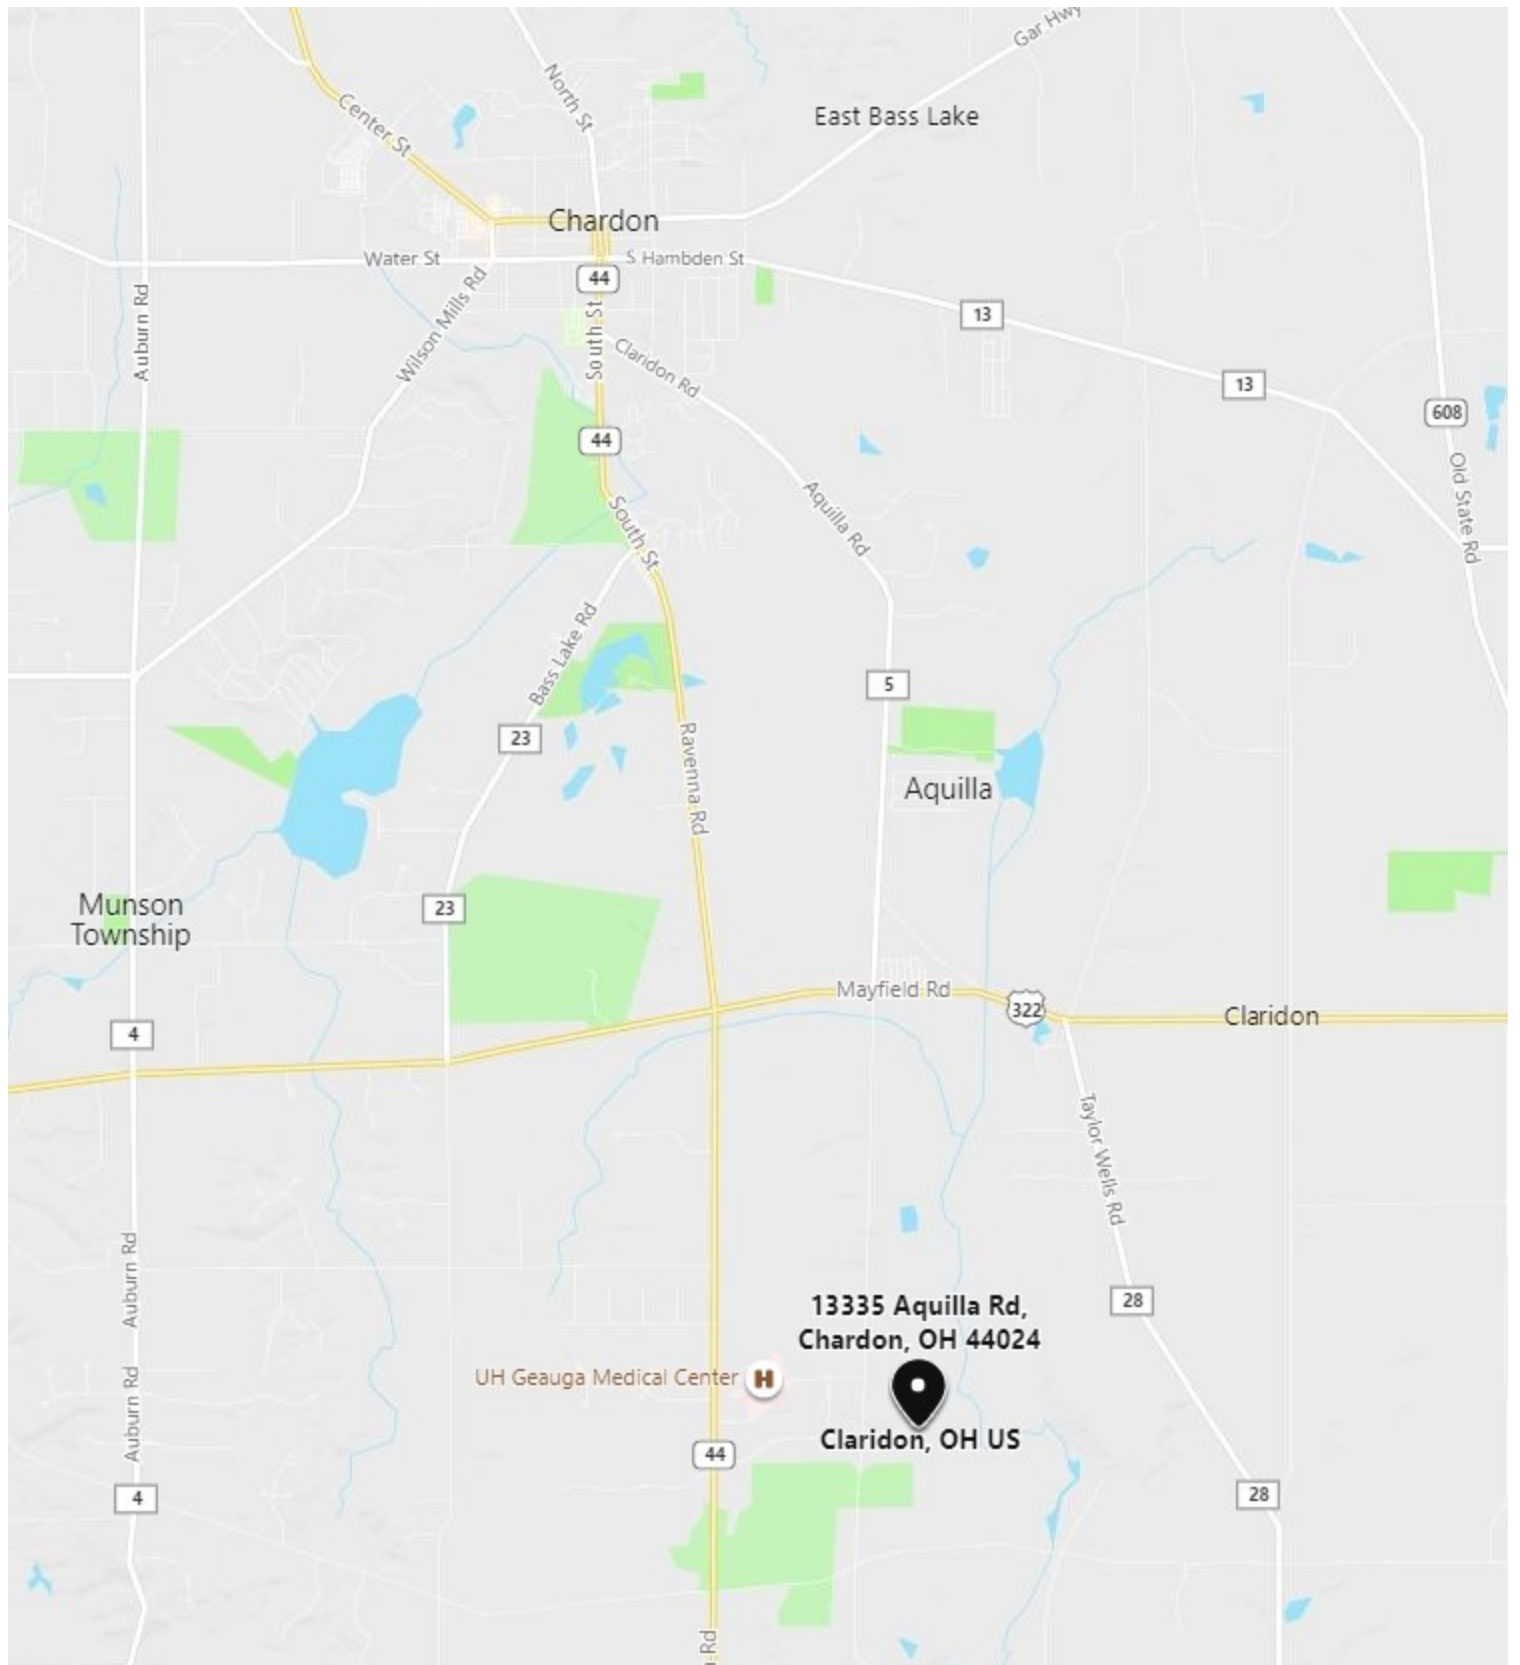 Gar Hwy
North St
Center St
East Bass Lake
Chardon
Water St
S Hambden St
44
Auburn Rd
Wilson Mills Rd
South St
13
Claridon Rd
13
608
44
Old State Rd
Aquilla Rd
South St
Bass Lake Rd
5
23
Ravenna Rd
Aquilla
Munson
Township
23
Mayfield Rd
322
Claridon
4
Taylor Wells Rd
Auburn Rd
28
13335 Aquilla Rd,
Chardon, OH 44024
UH Geauga Medical Center
H
Auburn Rd
Claridon, OH US
44
4
28
Rd